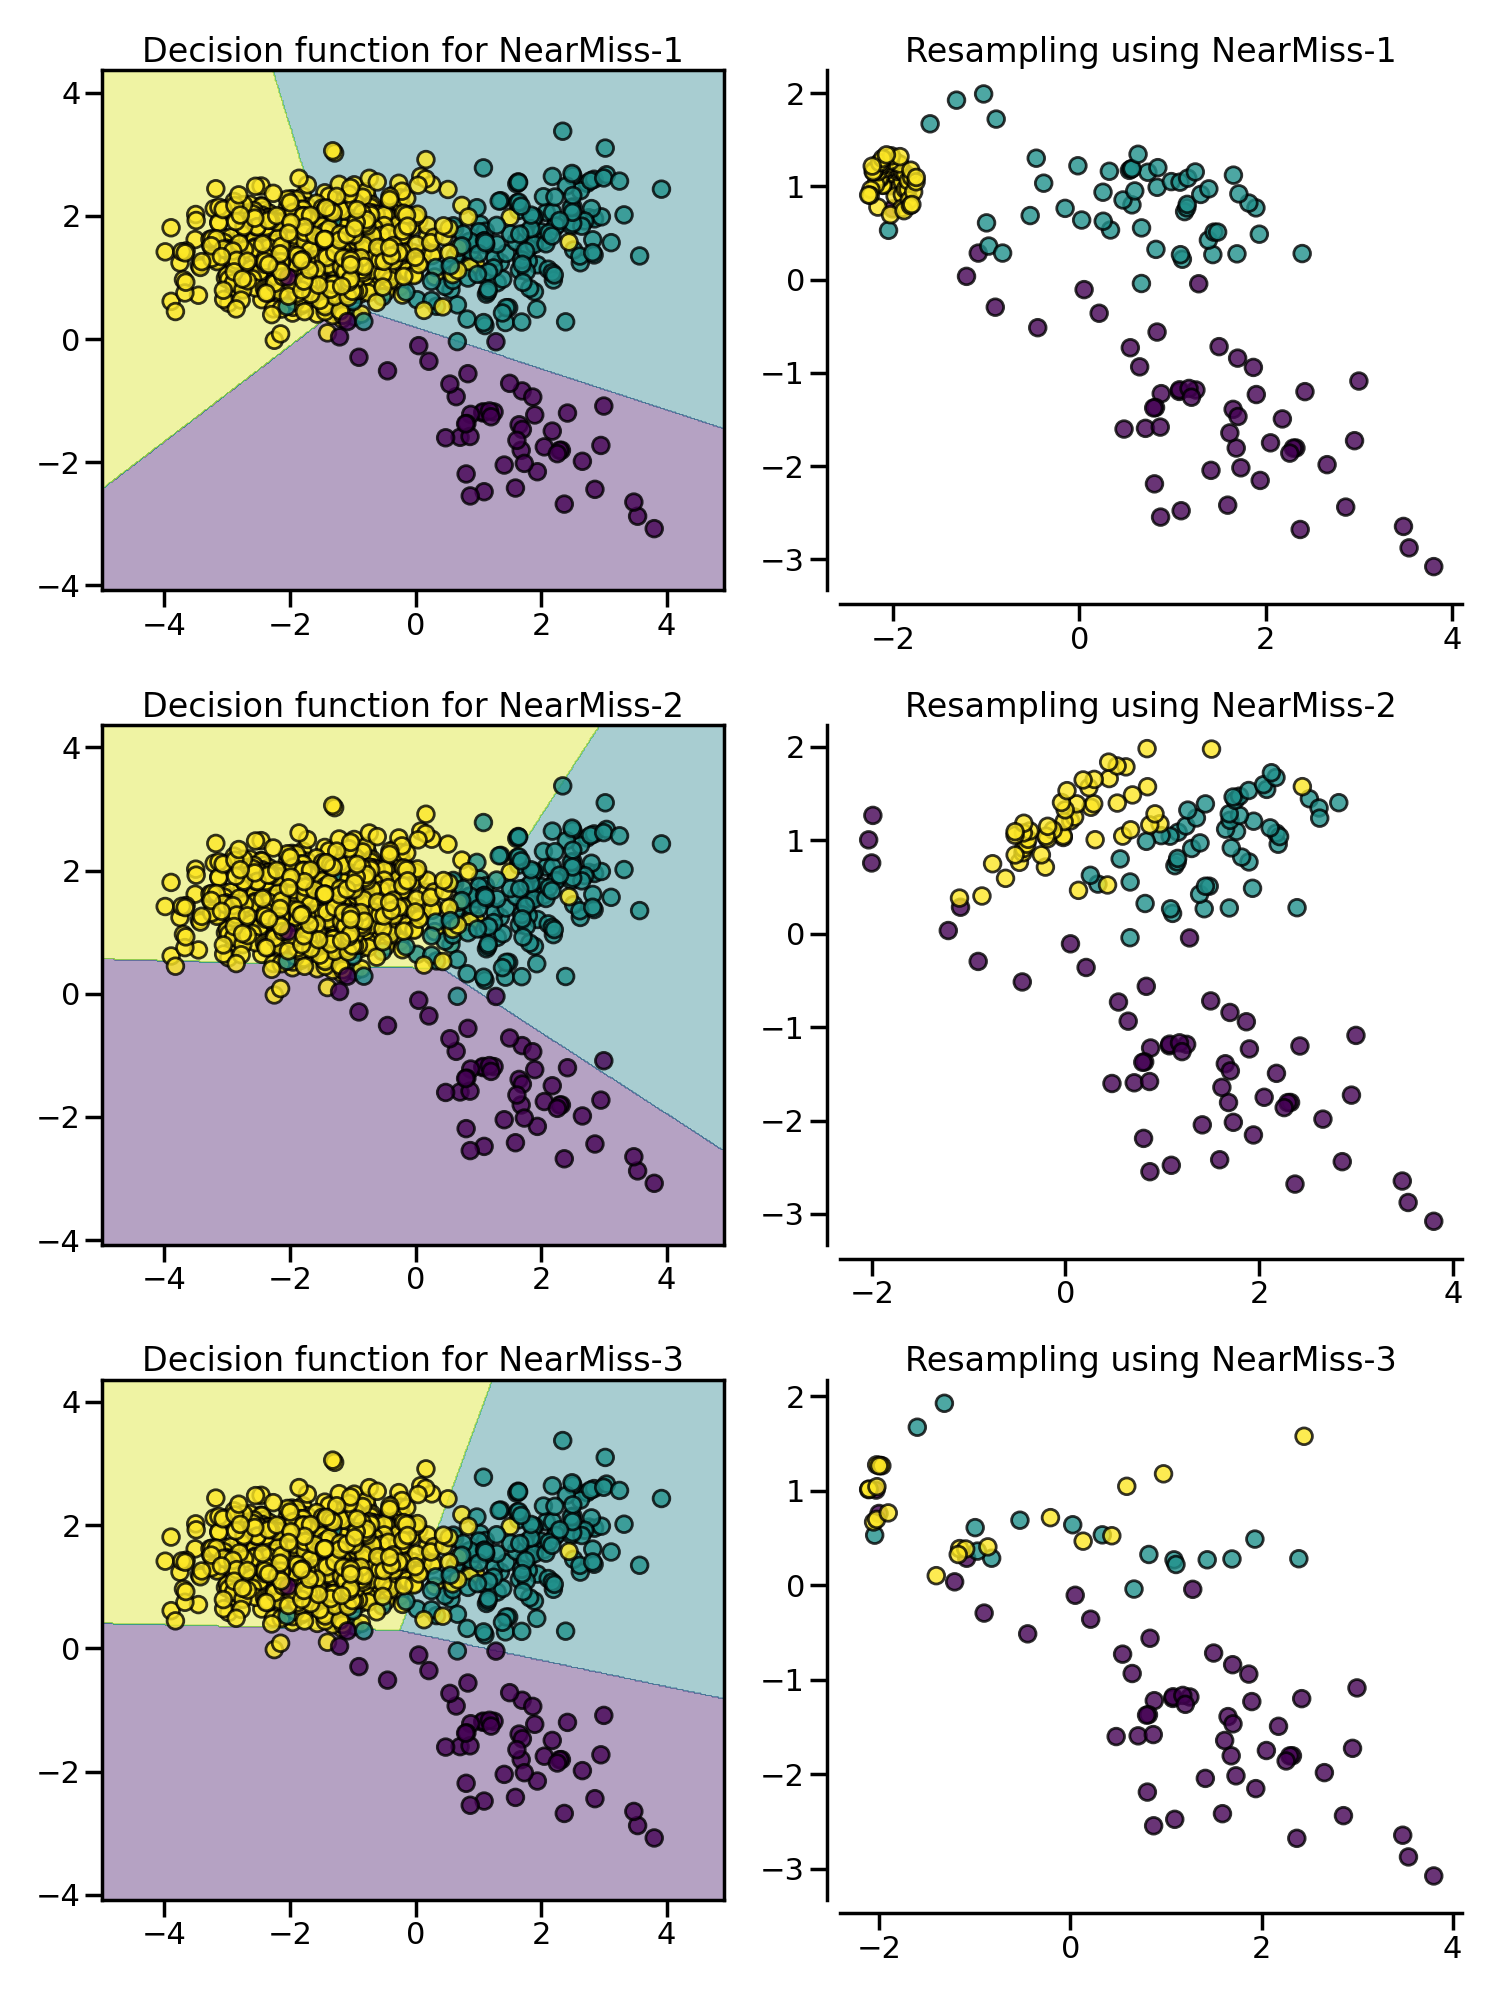 Decision function for NearMiss-1
Resampling using NearMiss-1
4
2
0
−2
−4
−4 −2 0 2 4
2
1
0
−1
−2
−3
−2 0 2 4
Decision function for NearMiss-2
Resampling using NearMiss-2
4
2
0
−2
−4
−4 −2 0 2 4
2
1
0
−1
−2
−3
−2 0 2 4
Decision function for NearMiss-3
Resampling using NearMiss-3
4
2
0
−2
−4
−4 −2 0 2 4
2
1
0
−1
−2
−3
−2 0 2 4